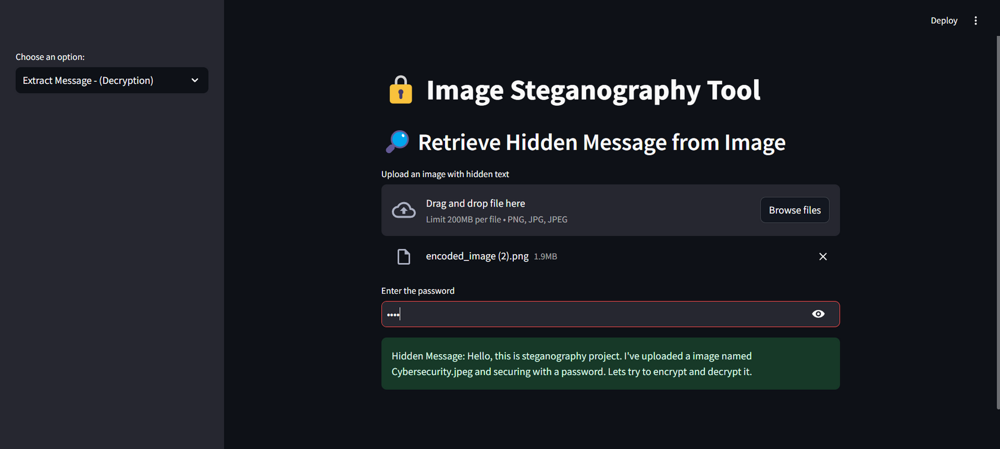 Deploy
Choose an option:
Extract Message - (Decryption)
Image Steganography Tool
Retrieve Hidden Message from Image
Upload an image with hidden text
Drag and drop file here
Limit 200MB per file • PNG, JPG, JPEG
Browse files
encoded_image (2).png 1.9MB
Enter the password
••••
Hidden Message: Hello, this is steganography project. I've uploaded a image named
Cybersecurity.jpeg and securing with a password. Lets try to encrypt and decrypt it.